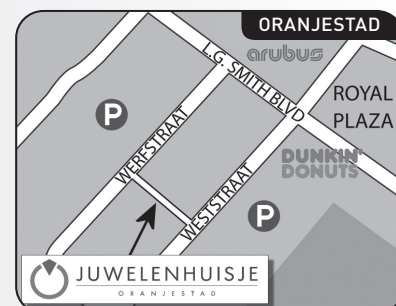 ORANJESTAD
arubus
L.G. SMITH BLVD
ROYAL
PLAZA
P
WERFSTRAAT
DUNKIN'
DONUTS
WESTSTRAAT
P
JUWELENHUISJE
ORANJESTAD